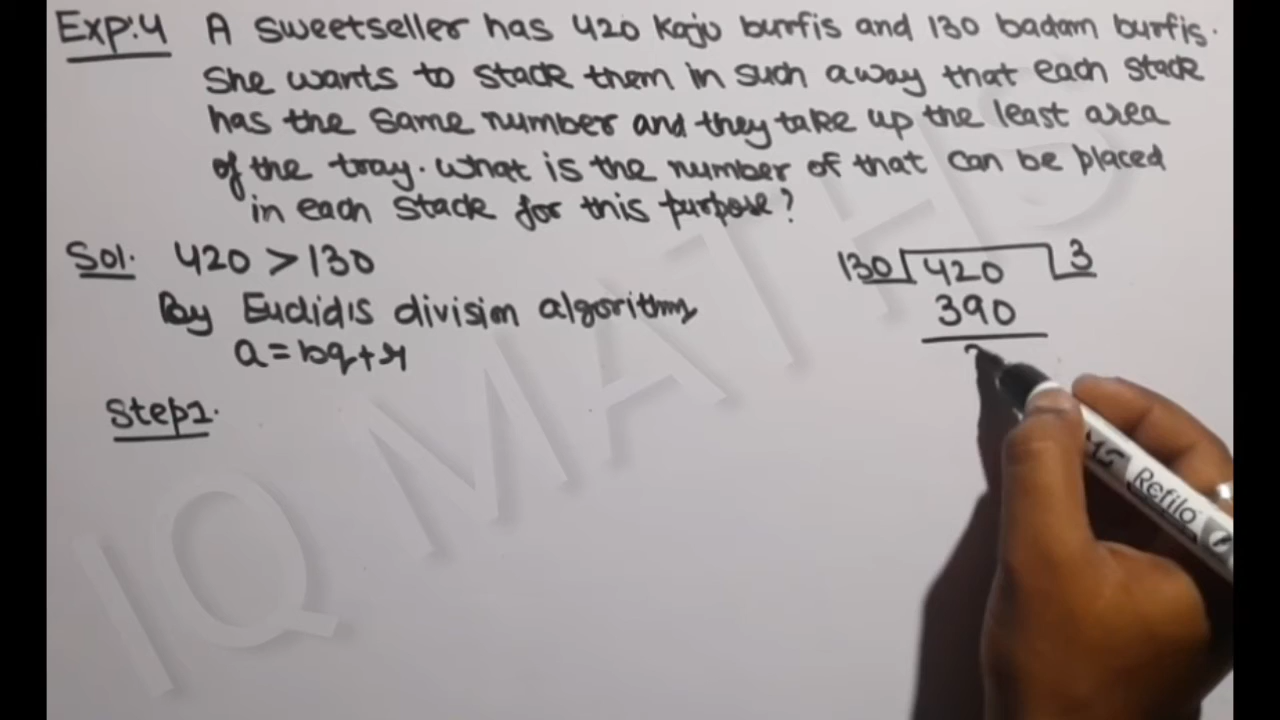 Exp:4 A sweetseller has 420 Kaju burfis and 130 badam burfis.
She wants to stack them in such a way that each stack
has the same number and they take up the least area
of the tray. What is the number of that can be placed
in each stack for this purpose?
Sol. 420 > 130
By Euclidis division algorithm
a = bq + r
Step1.
130 420 3
390
IQ MATHS
Refilo